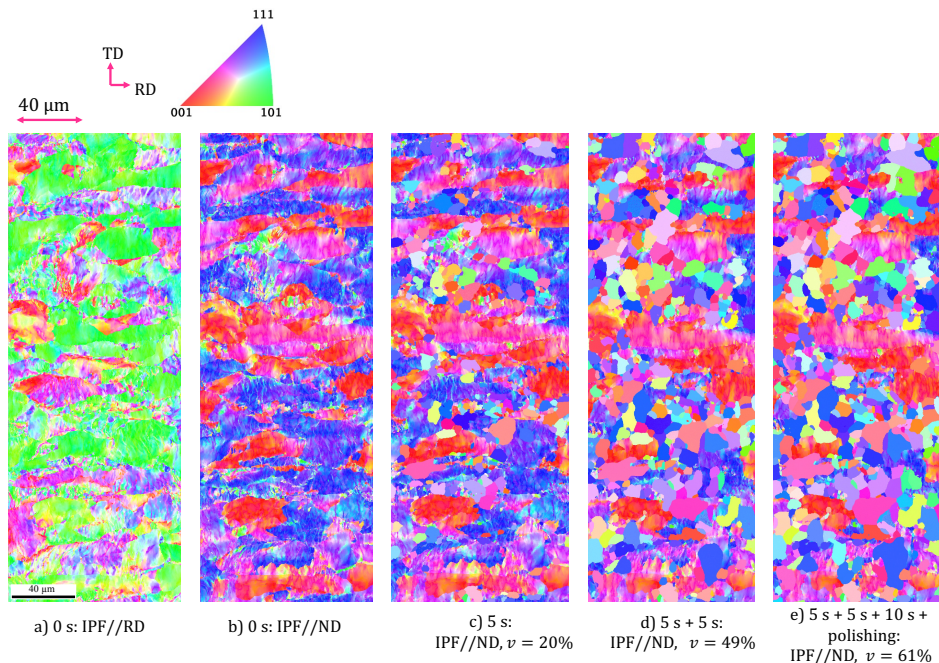 111
TD
RD
001
101
40 μm
40 μm
a) 0 s: IPF//RD
b) 0 s: IPF//ND
c) 5 s:
IPF//ND, v = 20%
d) 5 s + 5 s:
IPF//ND, v = 49%
e) 5 s + 5 s + 10 s +
polishing:
IPF//ND, v = 61%